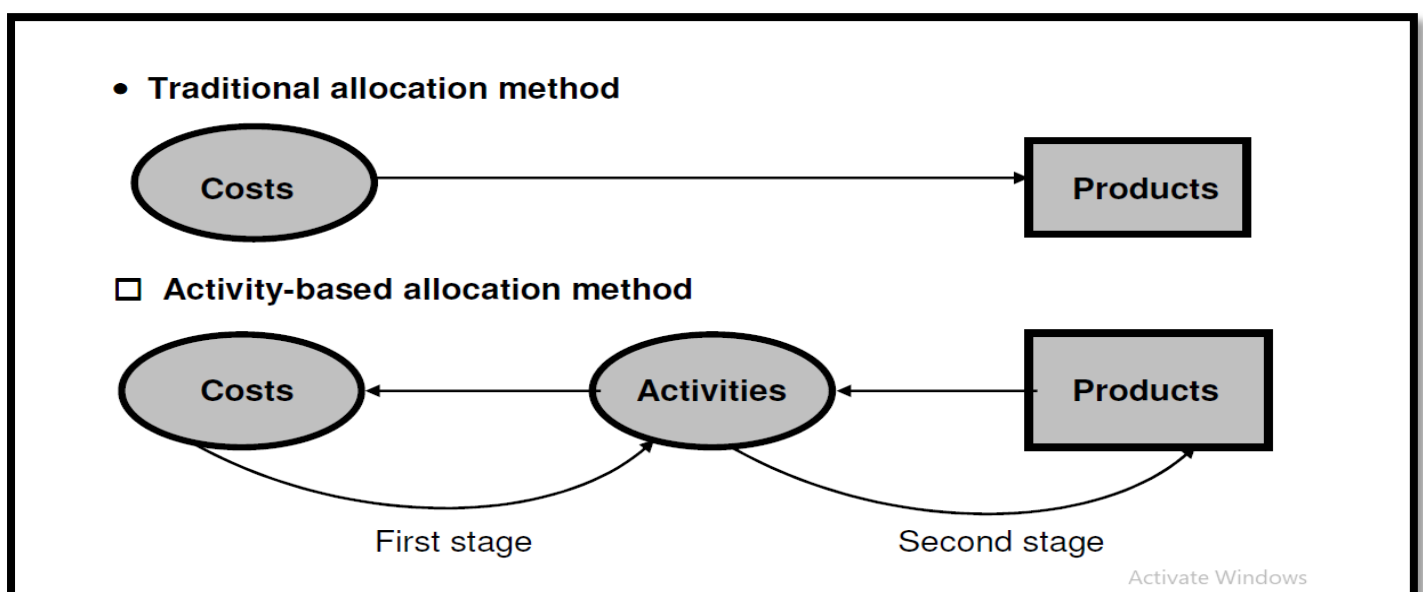 • Traditional allocation method
Costs
Products
☐ Activity-based allocation method
Costs
Activities
Products
First stage
Second stage
Activate Windows